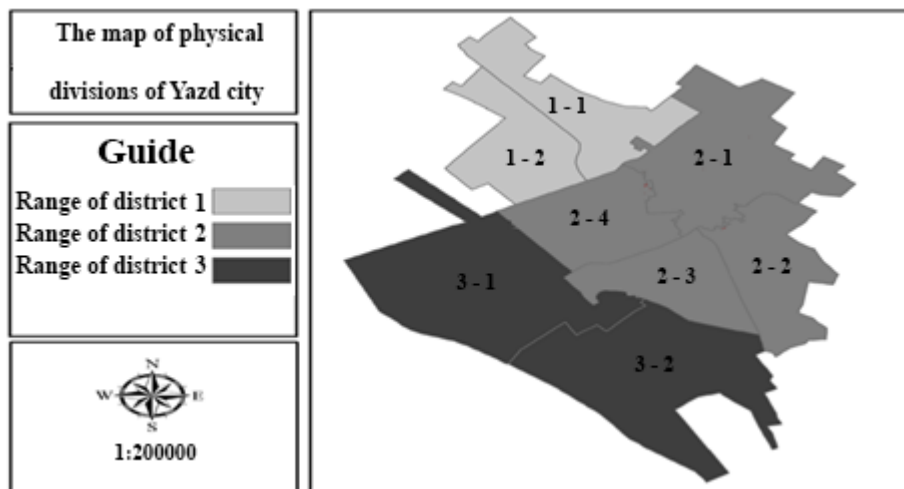 The map of physical
divisions of Yazd city
Guide
Range of district 1
Range of district 2
Range of district 3
N
W E
S
1:200000
1 - 1
1 - 2
2 - 1
2 - 4
2 - 3
2 - 2
3 - 1
3 - 2